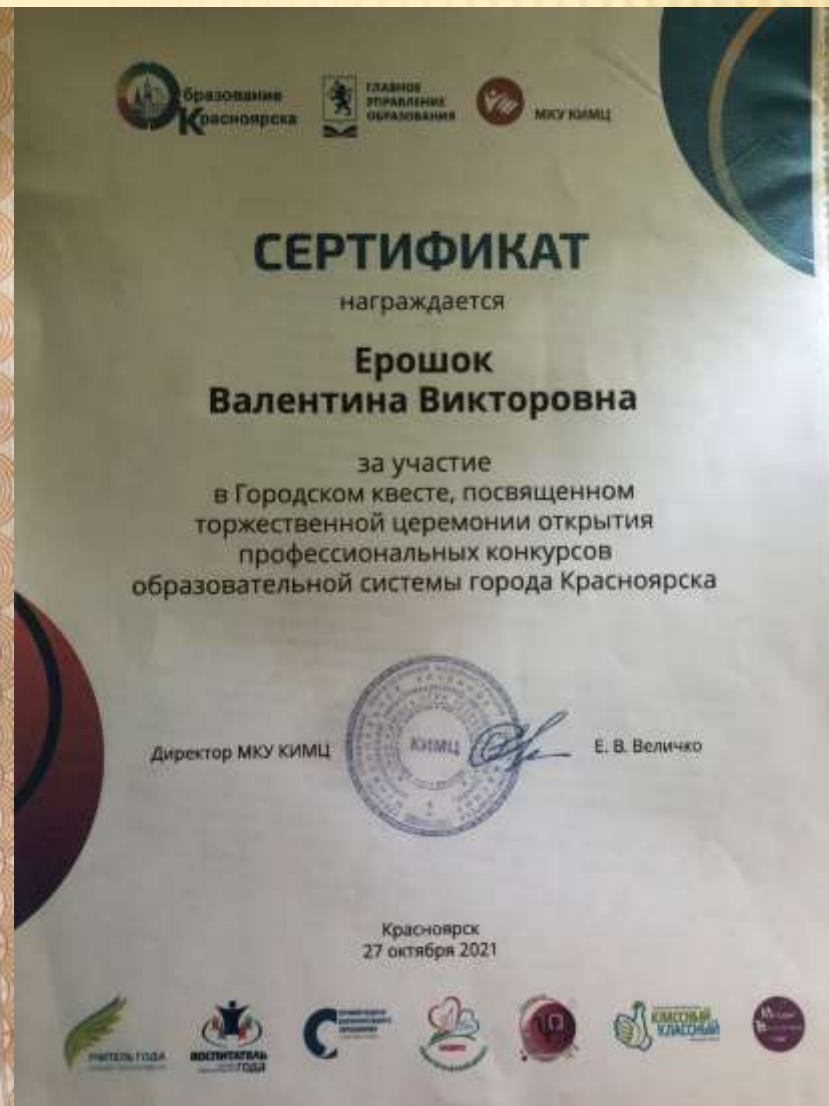 Образование
Красноярска
ГЛАВНОЕ
УПРАВЛЕНИЕ
ОБРАЗОВАНИЯ
МКУ КИМЦ
СЕРТИФИКАТ
награждается
Ерошок
Валентина Викторовна
за участие
в Городском квесте, посвященном
торжественной церемонии открытия
профессиональных конкурсов
образовательной системы города Красноярска
Директор МКУ КИМЦ
КИМЦ
Е. В. Величко
Красноярск
27 октября 2021
УЧИТЕЛЬ ГОДА
ВОСПИТАТЕЛЬ
ГОДА
КЛАССНЫЙ
КЛАССНЫЙ